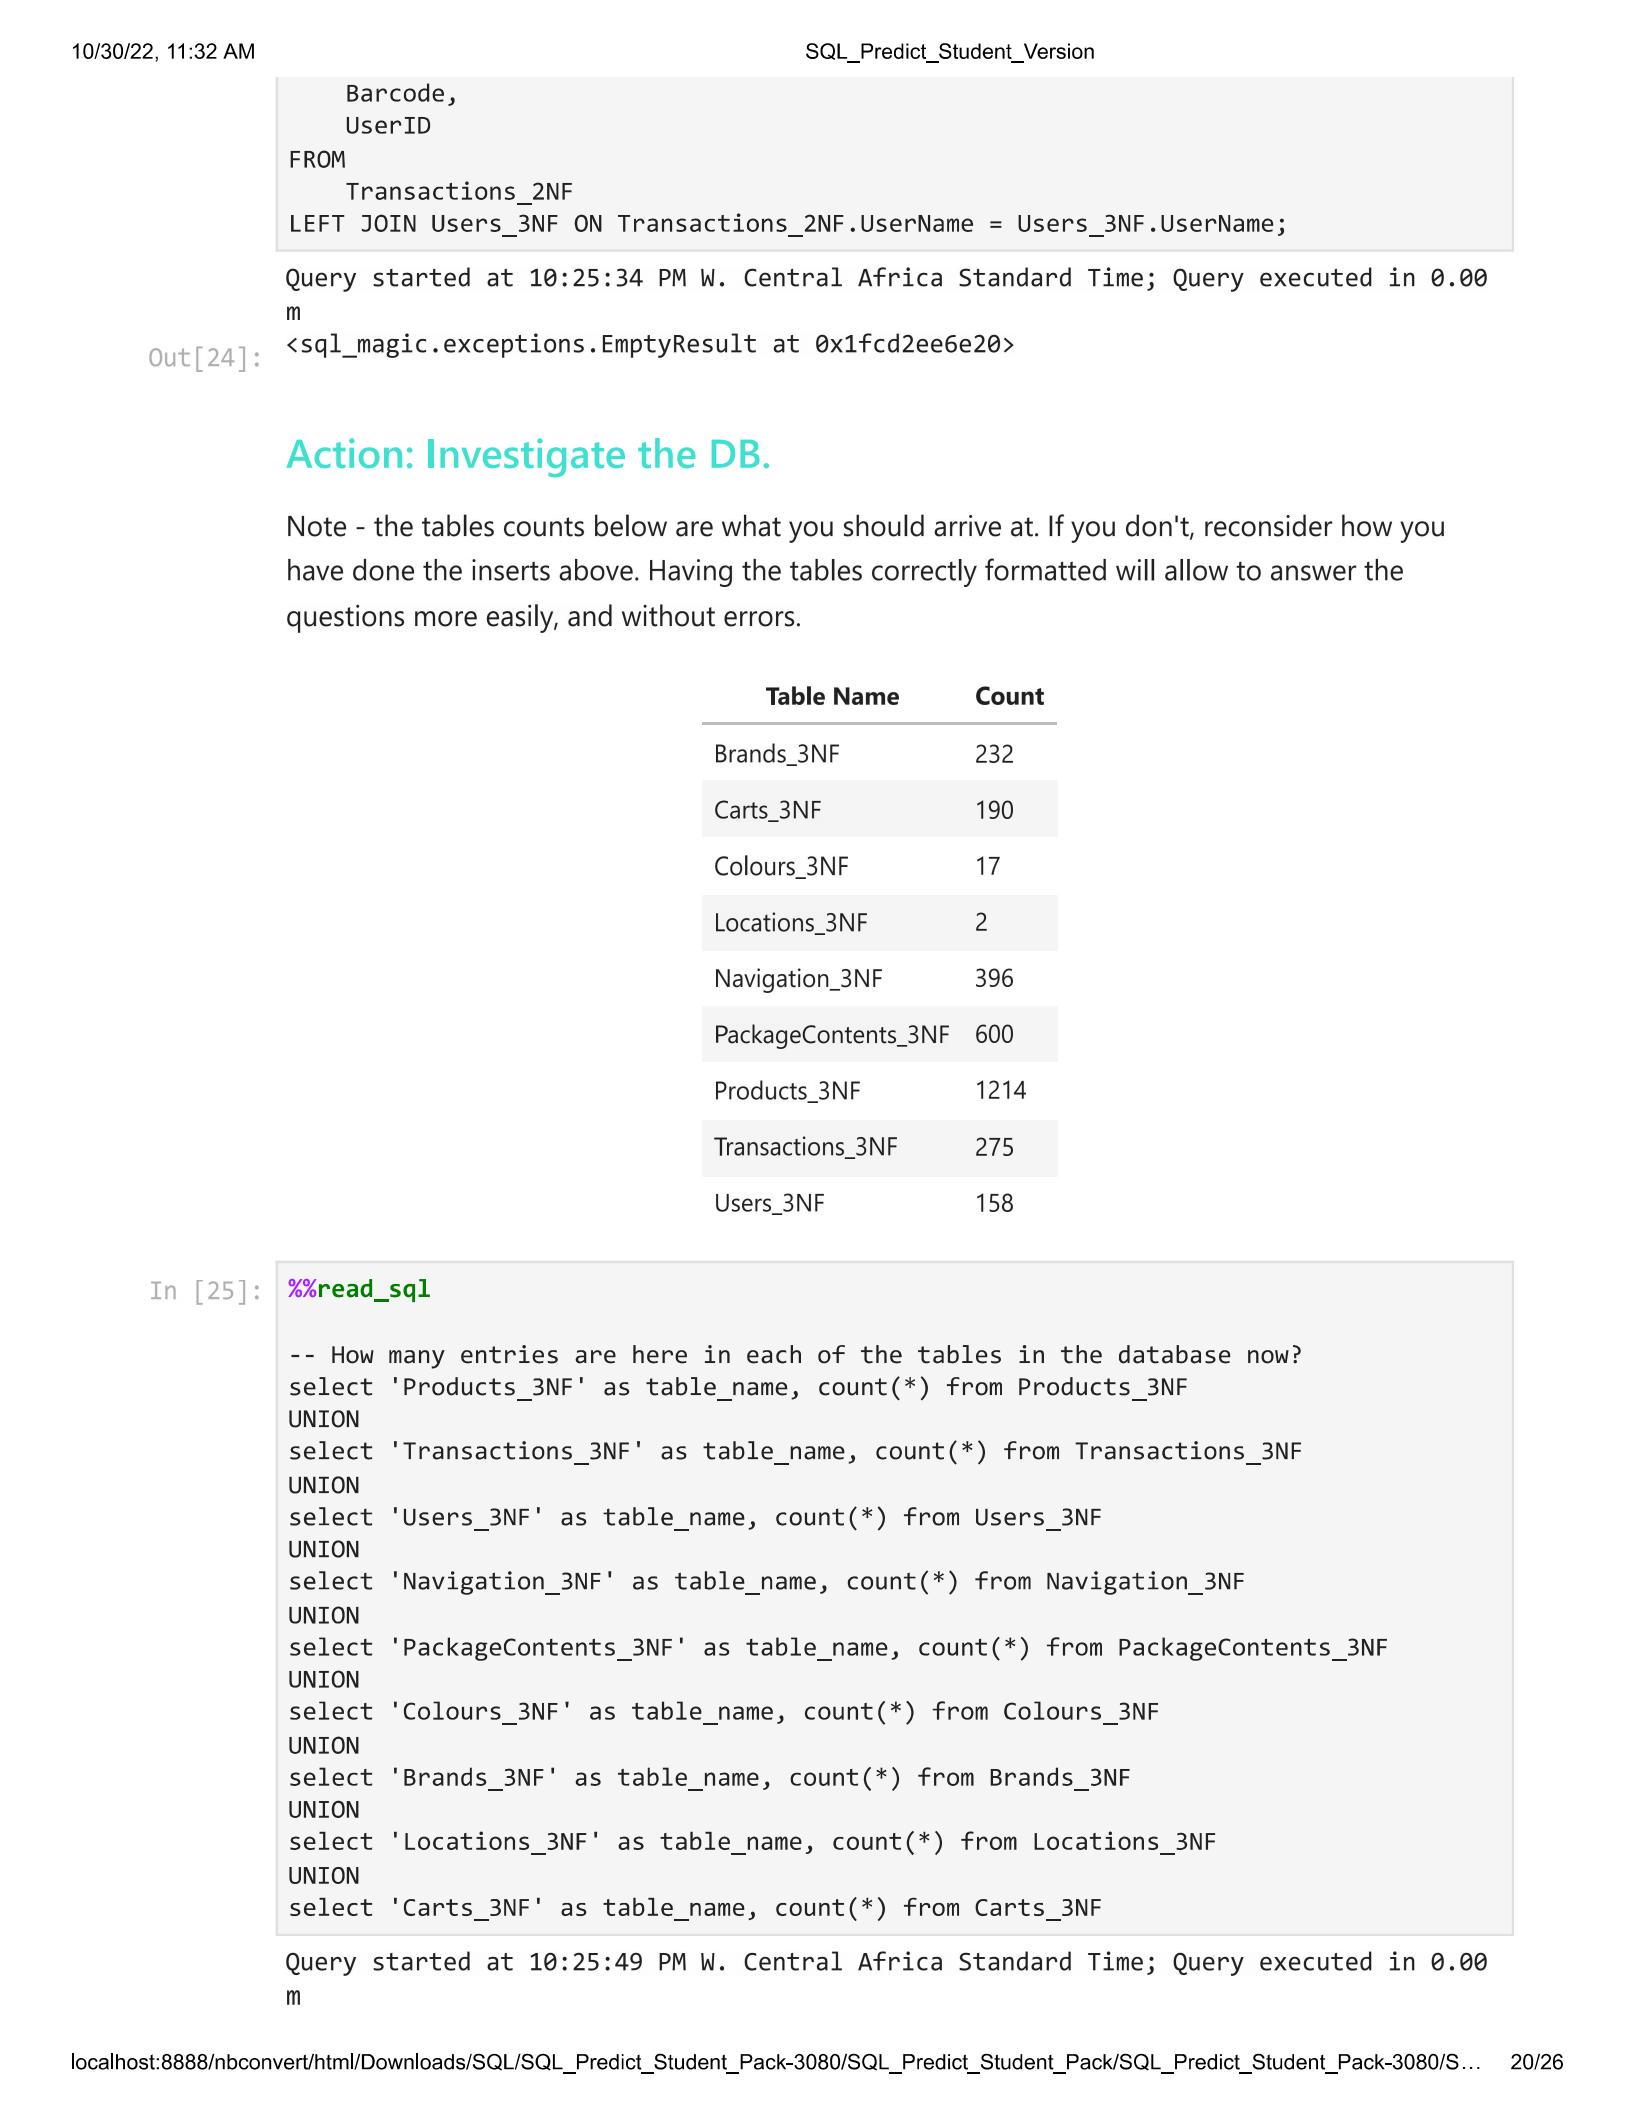 10/30/22, 11:32 AM SQL_Predict_Student_Version
Barcode,
UserID
FROM
Transactions_2NF
LEFT JOIN Users_3NF ON Transactions_2NF.UserName = Users_3NF.UserName;
Query started at 10:25:34 PM W. Central Africa Standard Time; Query executed in 0.00
m
Out[24]: <sql_magic.exceptions.EmptyResult at 0x1fcd2ee6e20>
Action: Investigate the DB.
Note - the tables counts below are what you should arrive at. If you don't, reconsider how you
have done the inserts above. Having the tables correctly formatted will allow to answer the
questions more easily, and without errors.
Table Name Count
Brands_3NF 232
Carts_3NF 190
Colours_3NF 17
Locations_3NF 2
Navigation_3NF 396
PackageContents_3NF 600
Products_3NF 1214
Transactions_3NF 275
Users_3NF 158
In [25]: %%read_sql
-- How many entries are here in each of the tables in the database now?
select 'Products_3NF' as table_name, count(*) from Products_3NF
UNION
select 'Transactions_3NF' as table_name, count(*) from Transactions_3NF
UNION
select 'Users_3NF' as table_name, count(*) from Users_3NF
UNION
select 'Navigation_3NF' as table_name, count(*) from Navigation_3NF
UNION
select 'PackageContents_3NF' as table_name, count(*) from PackageContents_3NF
UNION
select 'Colours_3NF' as table_name, count(*) from Colours_3NF
UNION
select 'Brands_3NF' as table_name, count(*) from Brands_3NF
UNION
select 'Locations_3NF' as table_name, count(*) from Locations_3NF
UNION
select 'Carts_3NF' as table_name, count(*) from Carts_3NF
Query started at 10:25:49 PM W. Central Africa Standard Time; Query executed in 0.00
m
localhost:8888/nbconvert/html/Downloads/SQL/SQL_Predict_Student_Pack-3080/SQL_Predict_Student_Pack/SQL_Predict_Student_Pack-3080/S… 20/26